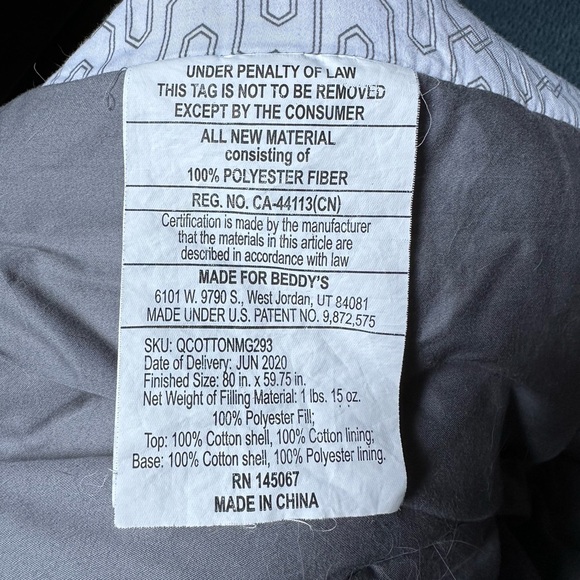 UNDER PENALTY OF LAW
THIS TAG IS NOT TO BE REMOVED
EXCEPT BY THE CONSUMER
ALL NEW MATERIAL
consisting of
100% POLYESTER FIBER
REG. NO. CA-44113(CN)
Certification is made by the manufacturer
that the materials in this article are
described in accordance with law
MADE FOR BEDDY'S
6101 W. 9790 S., West Jordan, UT 84081
MADE UNDER U.S. PATENT NO. 9,872,575
SKU: QCOTTONMG293
Date of Delivery: JUN 2020
Finished Size: 80 in. x 59.75 in.
Net Weight of Filling Material: 1 lbs. 15 oz.
100% Polyester Fill;
Top: 100% Cotton shell, 100% Cotton lining;
Base: 100% Cotton shell, 100% Polyester lining.
RN 145067
MADE IN CHINA